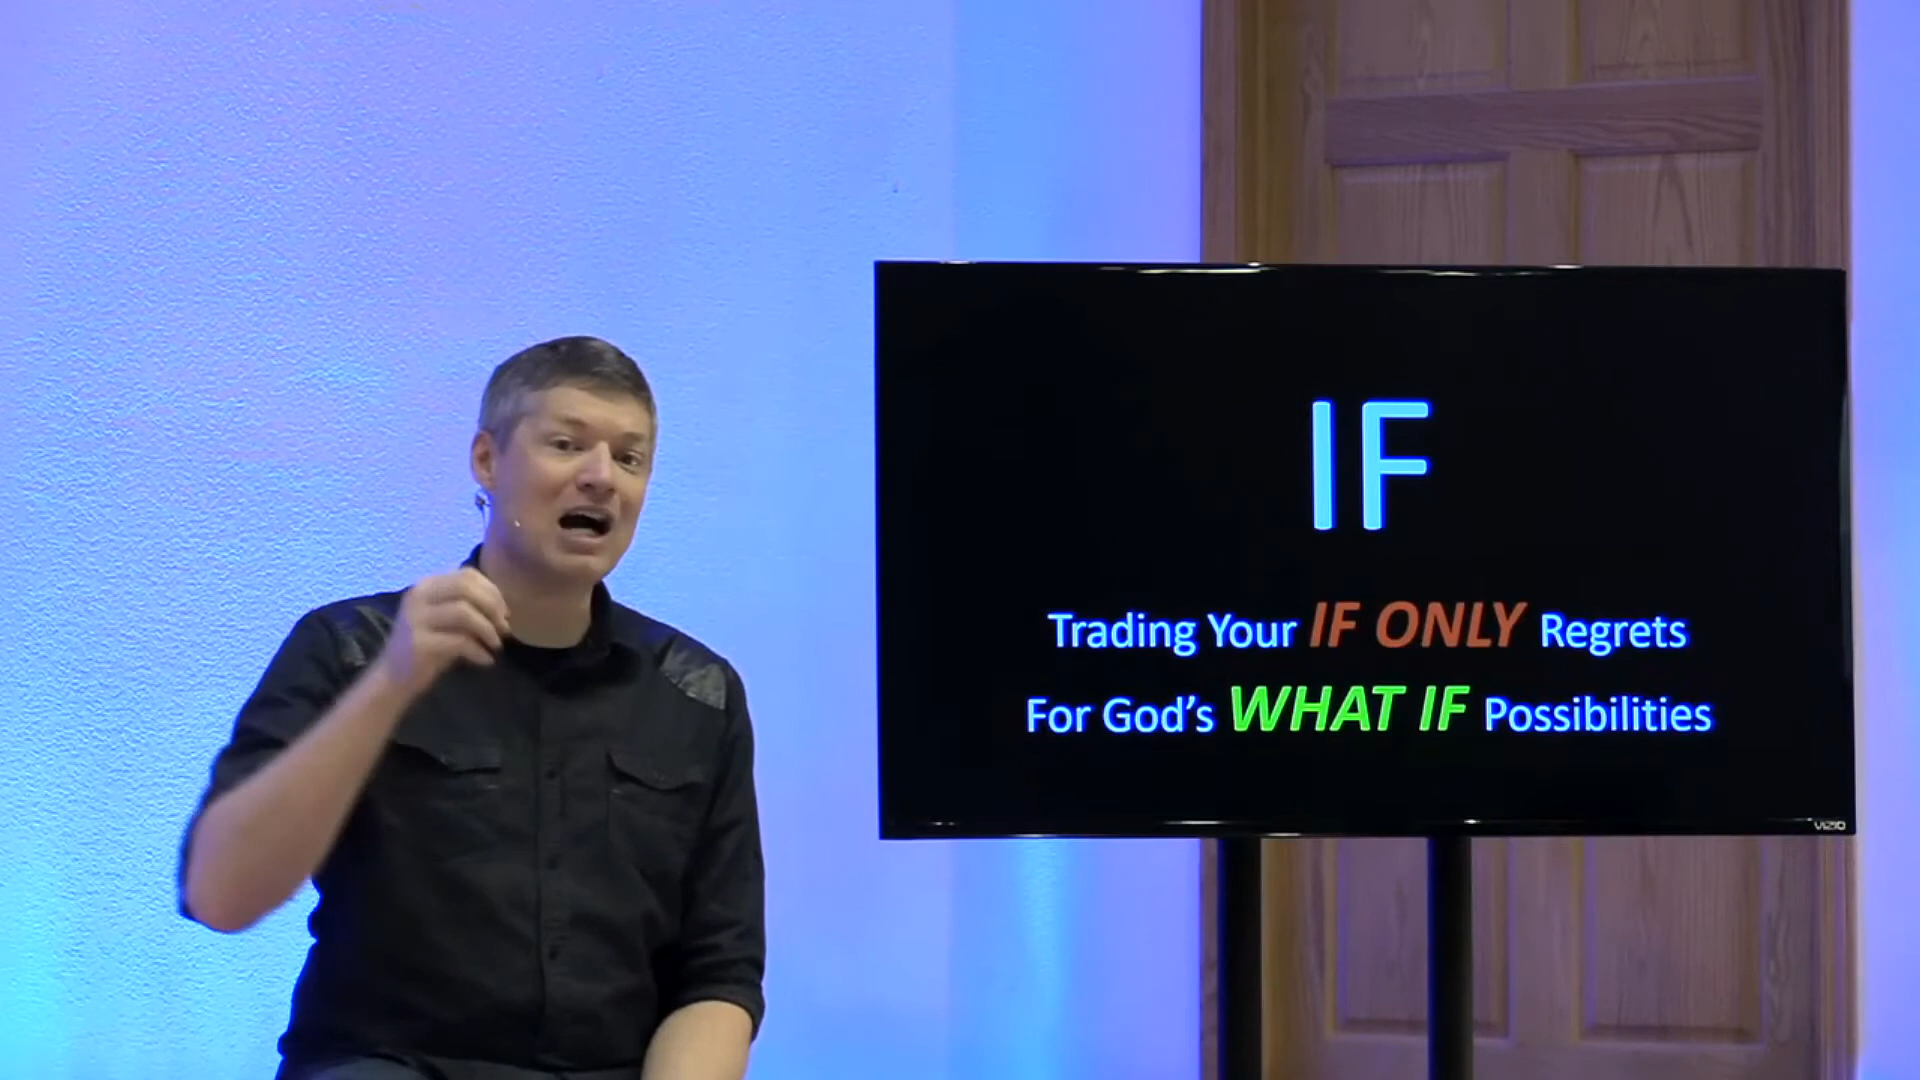 IF
Trading Your IF ONLY Regrets
For God's WHAT IF Possibilities
VIZIO